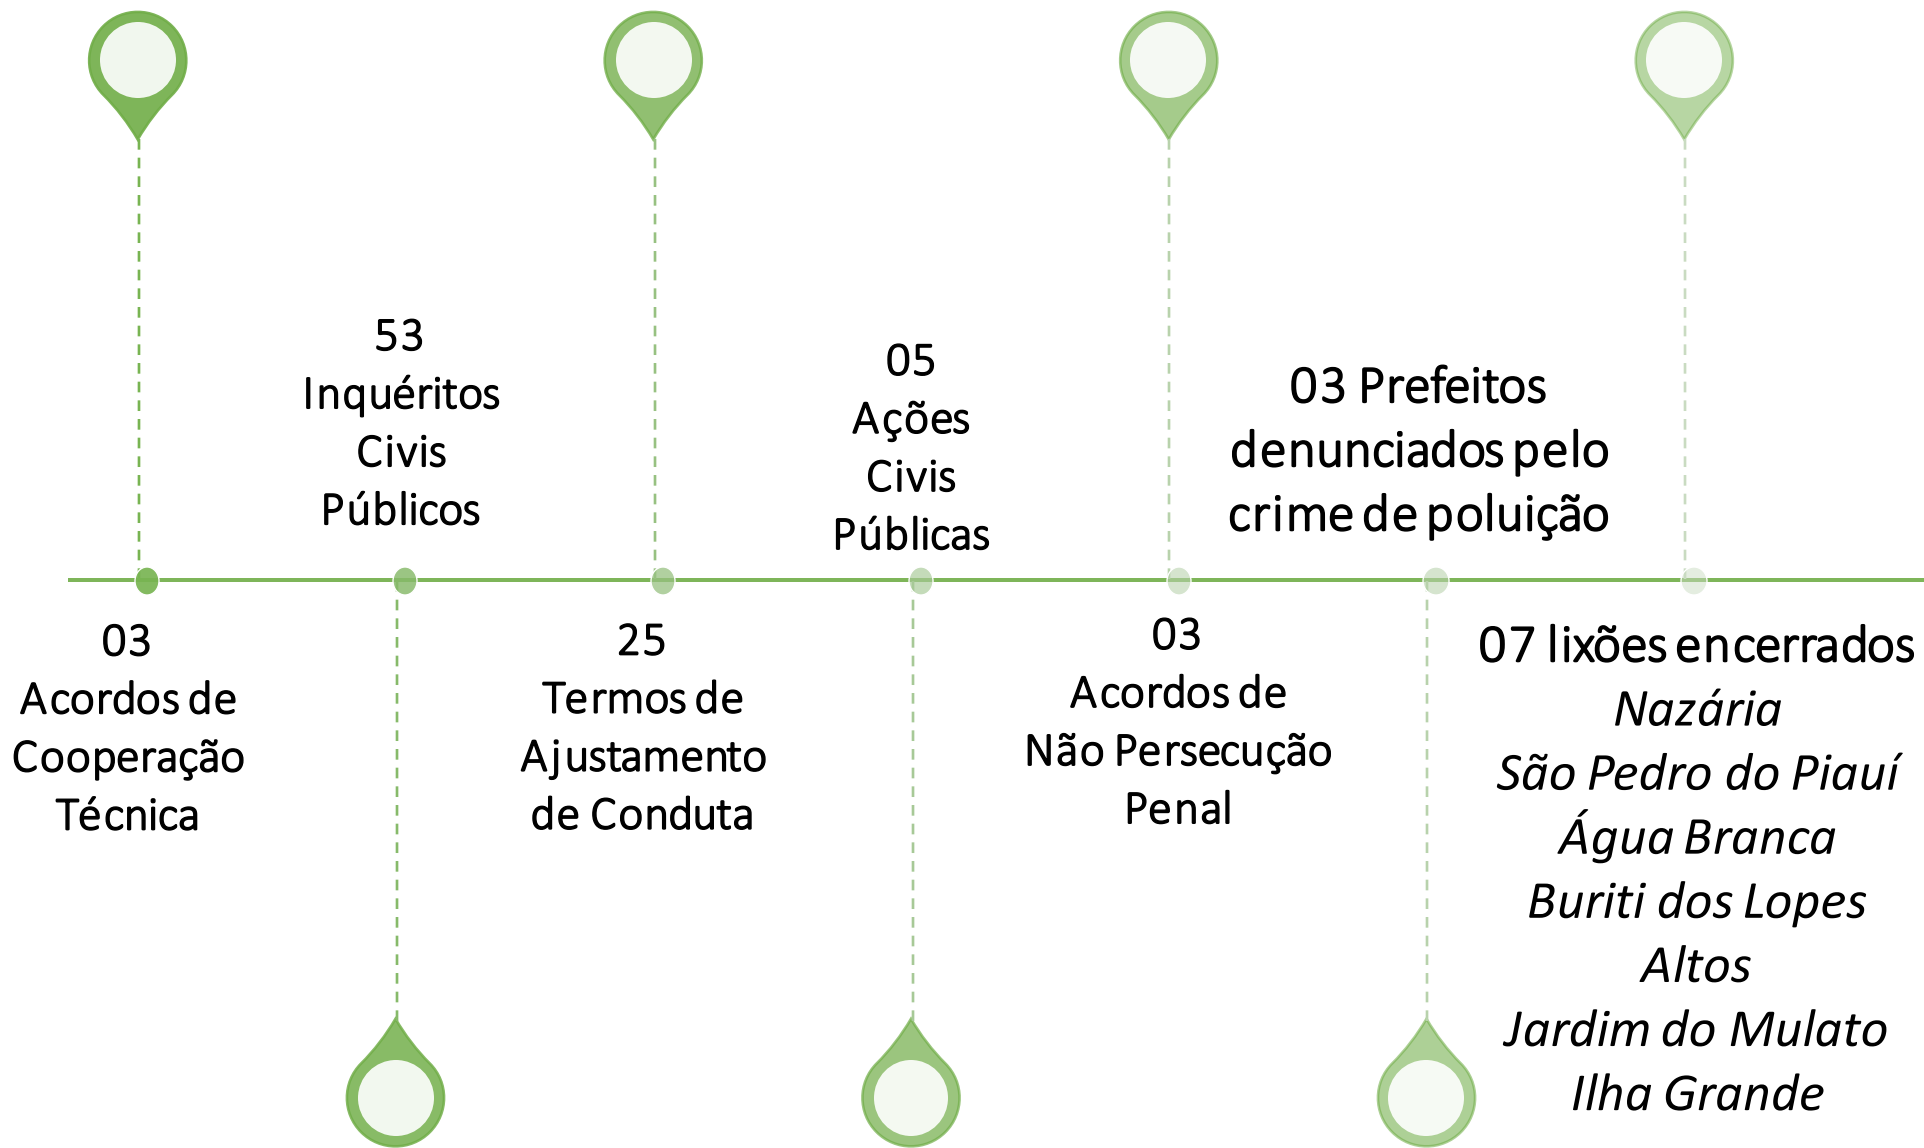 03
Acordos de
Cooperação
Técnica
53
Inquéritos
Civis
Públicos
25
Termos de
Ajustamento
de Conduta
05
Ações
Civis
Públicas
03
Acordos de
Não Persecução
Penal
03 Prefeitos
denunciados pelo
crime de poluição
07 lixões encerrados
Nazária
São Pedro do Piauí
Água Branca
Buriti dos Lopes
Altos
Jardim do Mulato
Ilha Grande